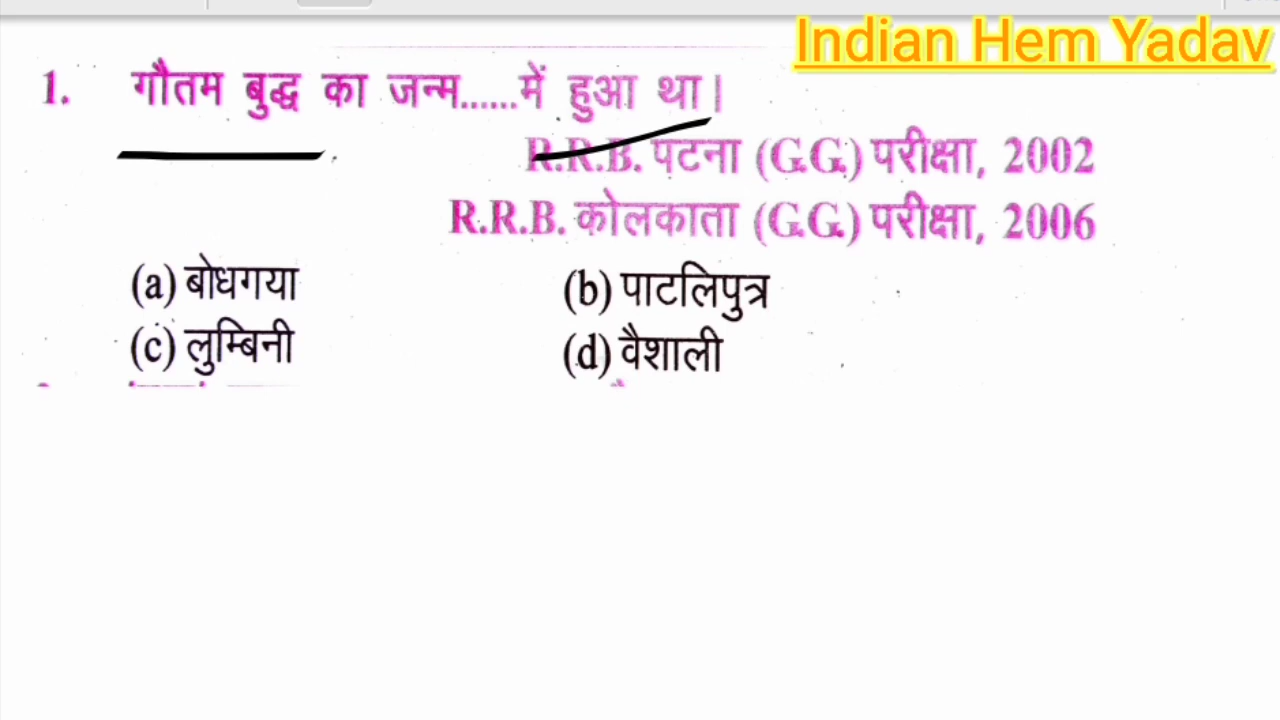 Indian Hem Yadav
1. गौतम बुद्ध का जन्म......में हुआ था|
R.R.B. पटना (G.G.) परीक्षा, 2002
R.R.B. कोलकाता (G.G.) परीक्षा, 2006
(a) बोधगया (b) पाटलिपुत्र
(c) लुम्बिनी (d) वैशाली